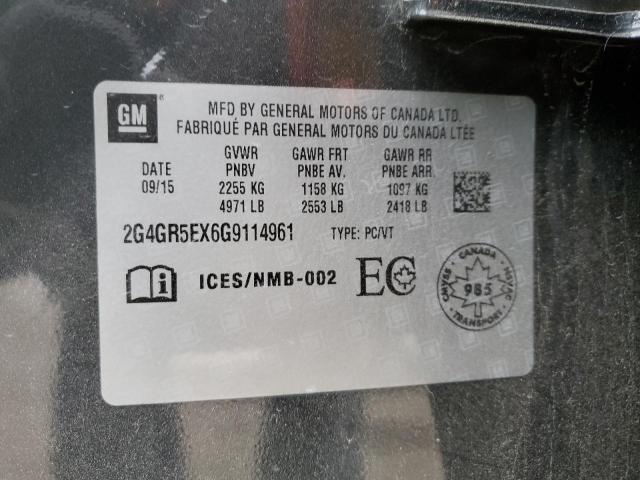 GM
MFD BY GENERAL MOTORS OF CANADA LTD.
FABRIQUÉ PAR GENERAL MOTORS DU CANADA LTÉE
GVWR GAWR FRT GAWR RR
DATE PNBV PNBE AV. PNBE ARR.
09/15 2255 KG 1158 KG 1097 KG
4971 LB 2553 LB 2418 LB
2G4GR5EX6G9114961 TYPE: PC/VT
ICES/NMB-002 EC
CANADA
CMVSS 985 NSVAC
TRANSPORT